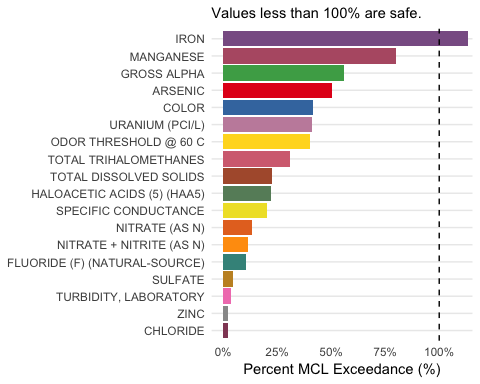 Values less than 100% are safe.
IRON
MANGANESE
GROSS ALPHA
ARSENIC
COLOR
URANIUM (PCI/L)
ODOR THRESHOLD @ 60 C
TOTAL TRIHALOMETHANES
TOTAL DISSOLVED SOLIDS
HALOACETIC ACIDS (5) (HAA5)
SPECIFIC CONDUCTANCE
NITRATE (AS N)
NITRATE + NITRITE (AS N)
FLUORIDE (F) (NATURAL-SOURCE)
SULFATE
TURBIDITY, LABORATORY
ZINC
CHLORIDE
0% 25% 50% 75% 100%
Percent MCL Exceedance (%)